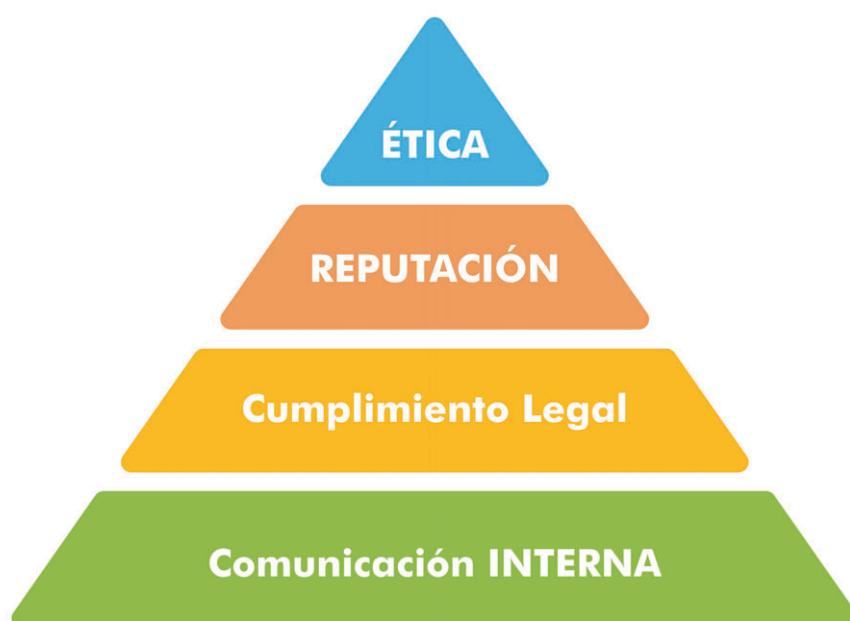 ÉTICA
REPUTACIÓN
Cumplimiento Legal
Comunicación INTERNA